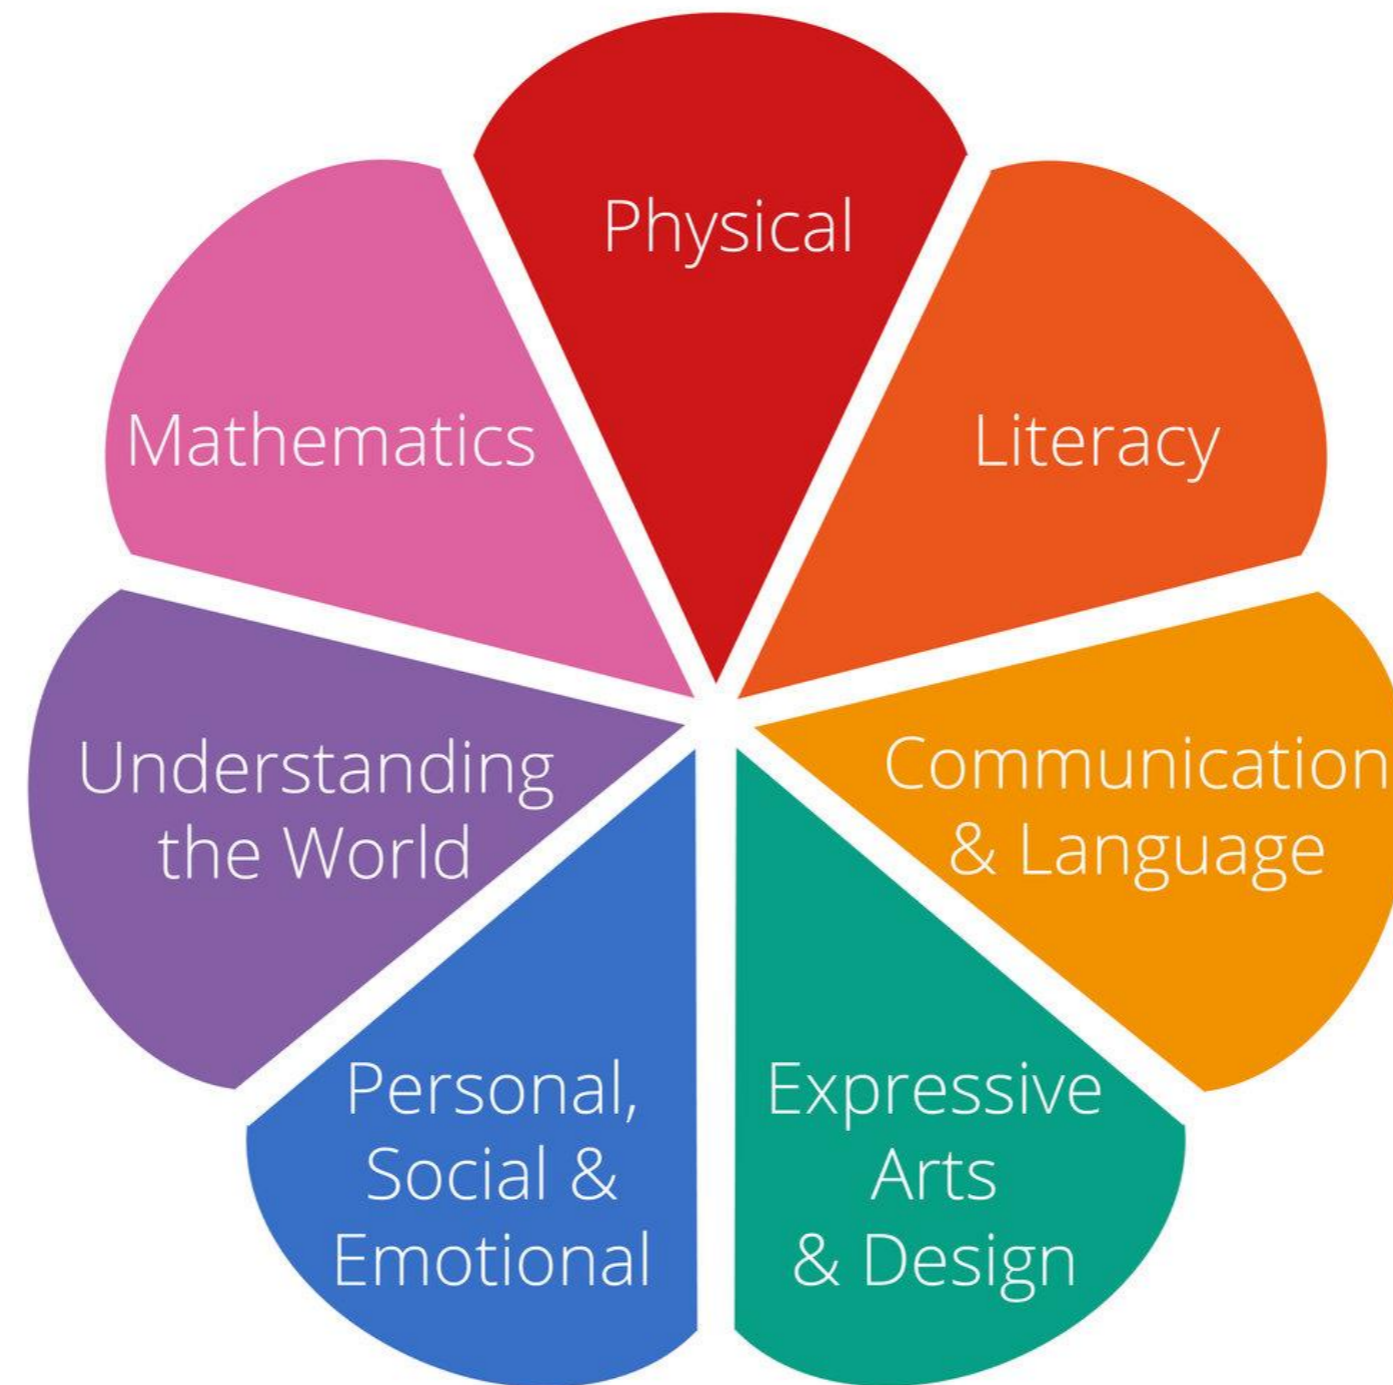 Physical
Literacy
Communication
& Language
Expressive
Arts
& Design
Personal,
Social &
Emotional
Understanding
the World
Mathematics